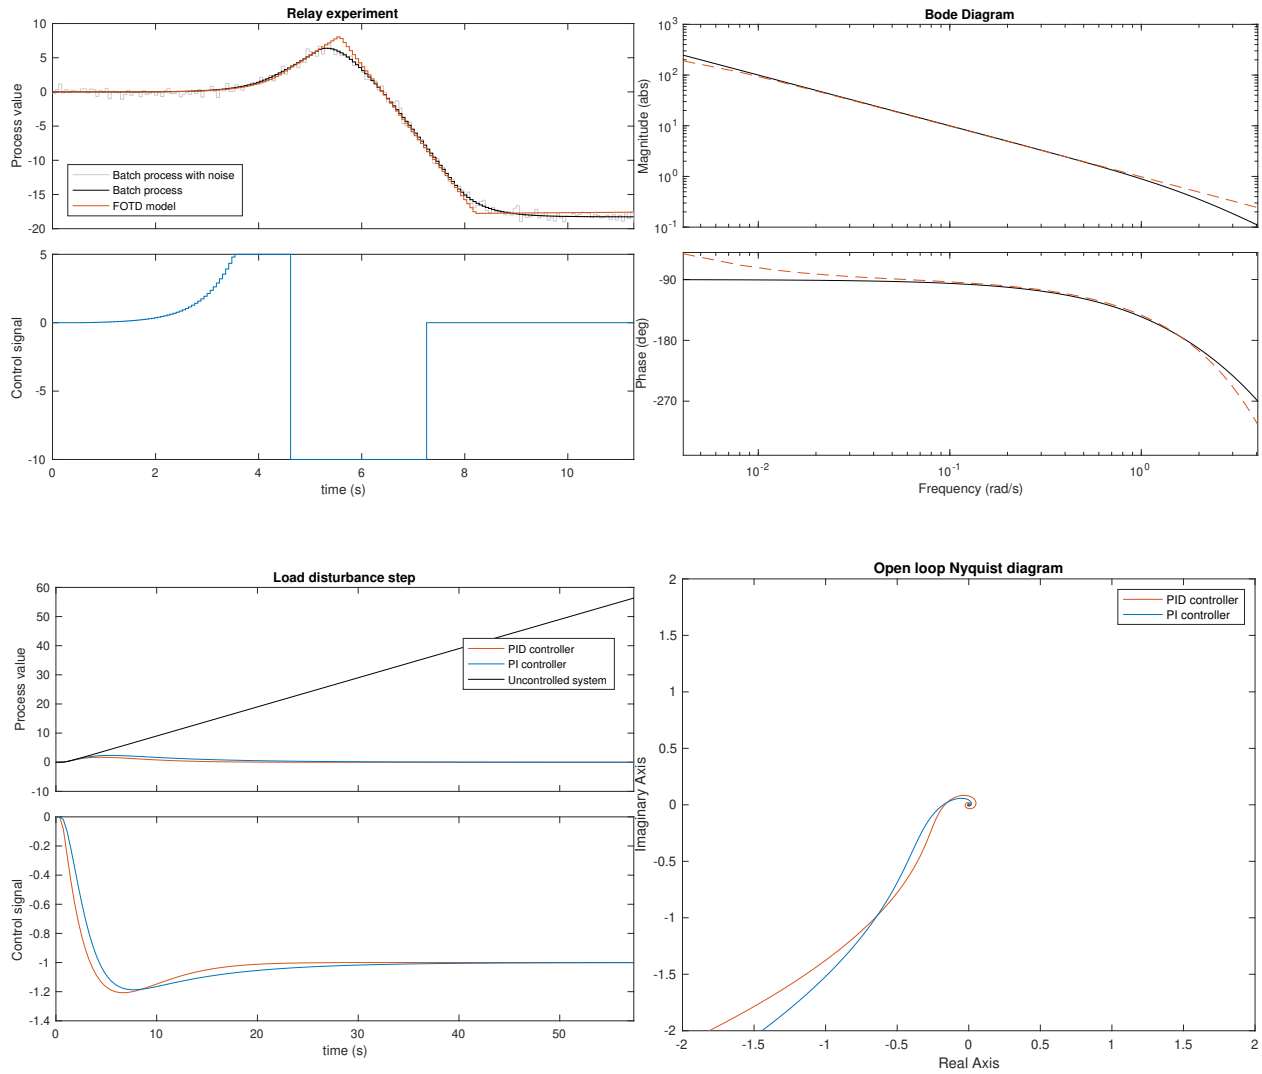 Relay experiment
10
5
0
-5
-10
-15
-20
Process value
Batch process with noise
Batch process
FOTD model
5
0
-5
-10
Control signal
0
2
4
6
8
10
time (s)
Bode Diagram
10^3
10^2
10^1
10^0
10^-1
Magnitude (abs)
-90
-180
-270
Phase (deg)
10^-2
10^-1
10^0
Frequency (rad/s)
Load disturbance step
60
50
40
30
20
10
0
-10
Process value
PID controller
PI controller
Uncontrolled system
0
-0.2
-0.4
-0.6
-0.8
-1
-1.2
-1.4
Control signal
0
10
20
30
40
50
time (s)
Open loop Nyquist diagram
2
1.5
1
0.5
0
-0.5
-1
-1.5
-2
Imaginary Axis
PID controller
PI controller
-2
-1.5
-1
-0.5
0
0.5
1
1.5
2
Real Axis